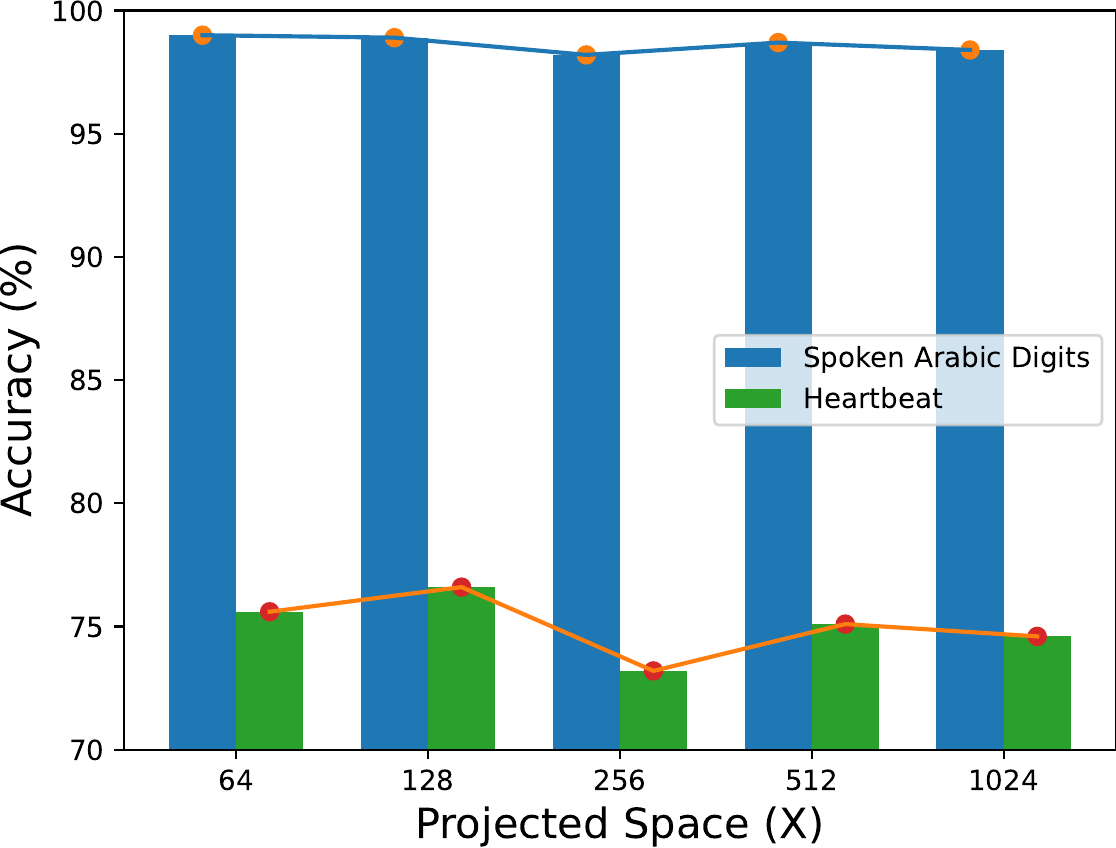 100
95
90
85
80
75
70
Accuracy (%)
Spoken Arabic Digits
Heartbeat
64 128 256 512 1024
Projected Space (X)